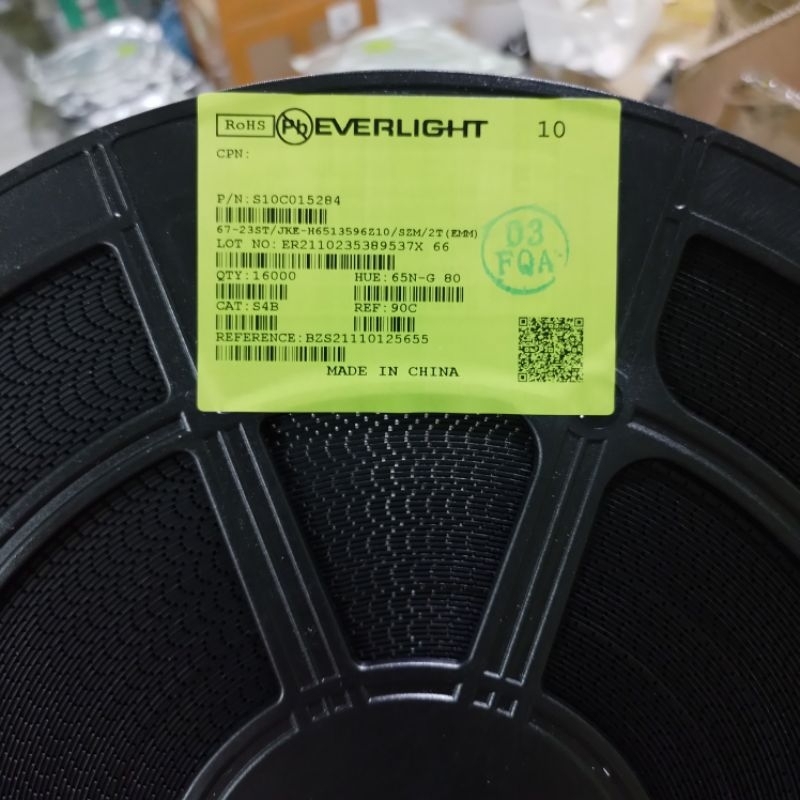 RoHS Pb EVERLIGHT 10
CPN:
P/N:S10C015284
67-23ST/JKE-H6513596Z10/SZM/2T(EMM)
LOT NO:ER2110235389537X 66
QTY:16000 HUE:65N-G 80
CAT:S4B REF:90C
REFERENCE:BZS21110125655
MADE IN CHINA
03
FQA